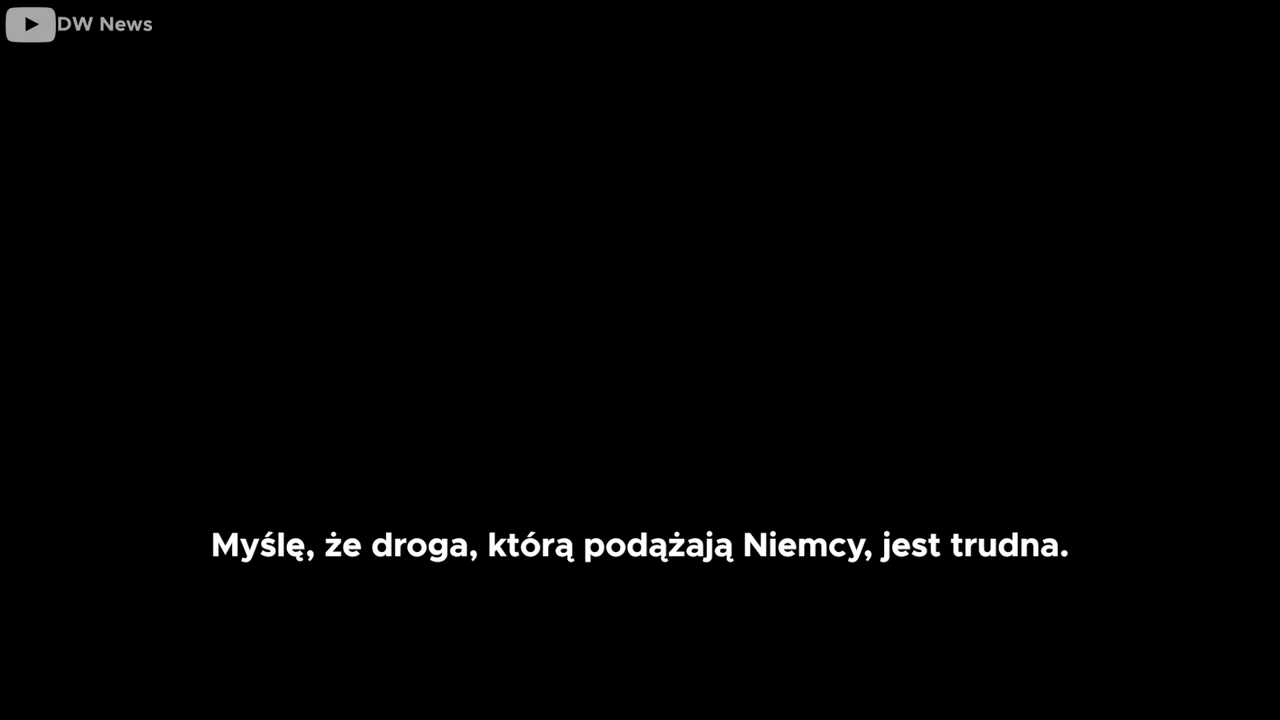 DW News
Myślę, że droga, którą podążają Niemcy, jest trudna.